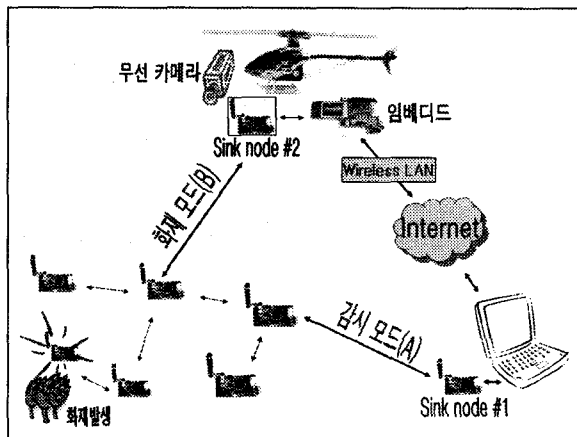 무선 카메라
임베디드
Sink node #2
Wireless LAN
화재 모드(B)
Internet
감시 모드(A)
화재발생
Sink node #1